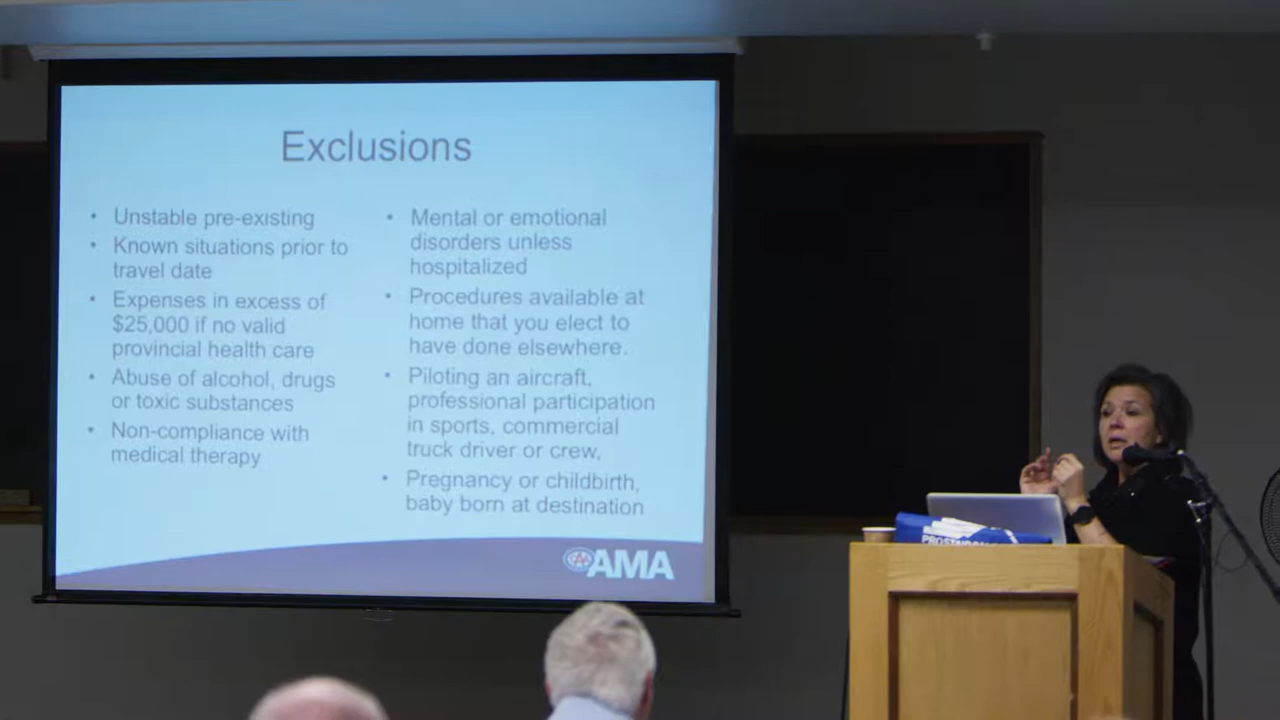 Exclusions
• Unstable pre-existing
• Known situations prior to
travel date
• Expenses in excess of
$25,000 if no valid
provincial health care
• Abuse of alcohol, drugs
or toxic substances
• Non-compliance with
medical therapy
• Mental or emotional
disorders unless
hospitalized
• Procedures available at
home that you elect to
have done elsewhere.
• Piloting an aircraft,
professional participation
in sports, commercial
truck driver or crew,
• Pregnancy or childbirth,
baby born at destination
AMA